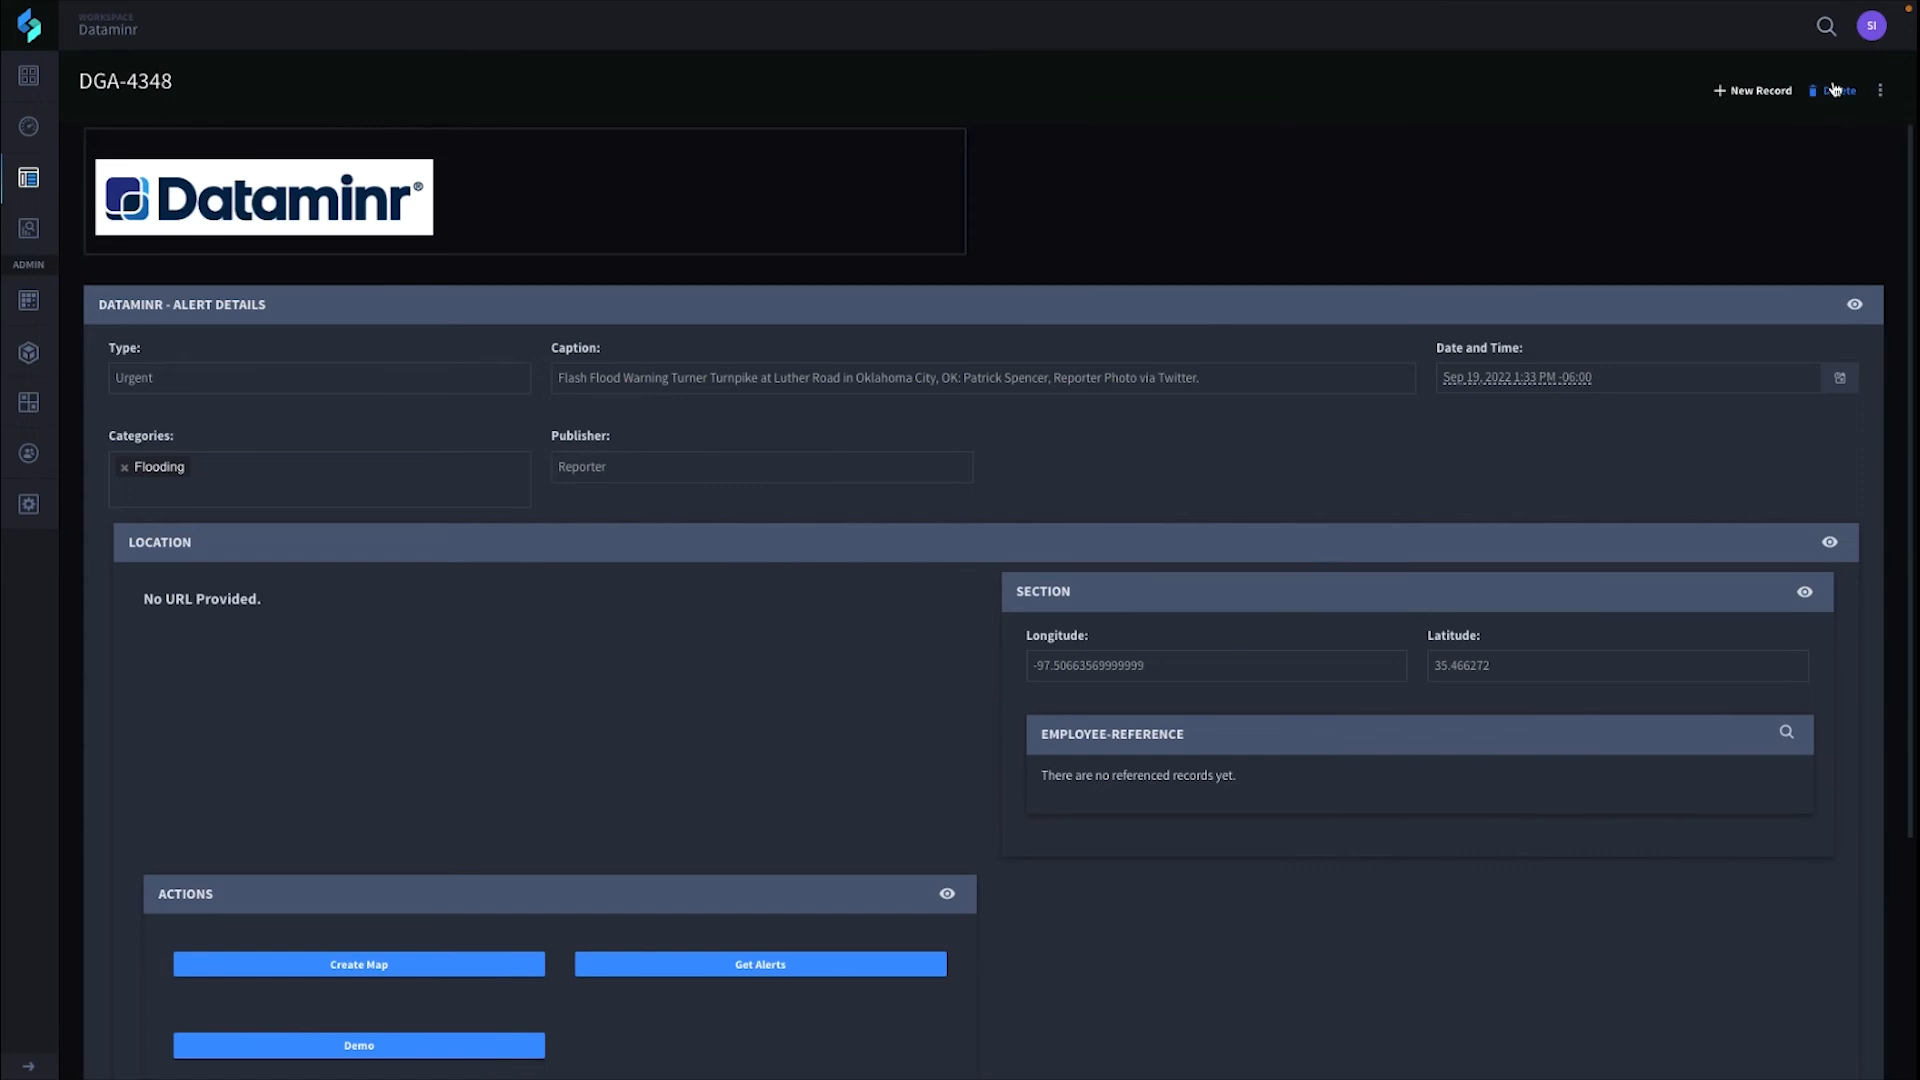 WORKSPACE
Dataminr
SI
DGA-4348
+ New Record
Dataminr®
DATAMINR - ALERT DETAILS
Type:
Caption:
Date and Time:
Urgent
Flash Flood Warning Turner Turnpike at Luther Road in Oklahoma City, OK: Patrick Spencer, Reporter Photo via Twitter.
Sep 19, 2022 1:33 PM -06:00
Categories:
Publisher:
× Flooding
Reporter
LOCATION
No URL Provided.
SECTION
Longitude:
Latitude:
-97.50663569999999
35.466272
EMPLOYEE-REFERENCE
There are no referenced records yet.
ADMIN
ACTIONS
Create Map
Get Alerts
Demo